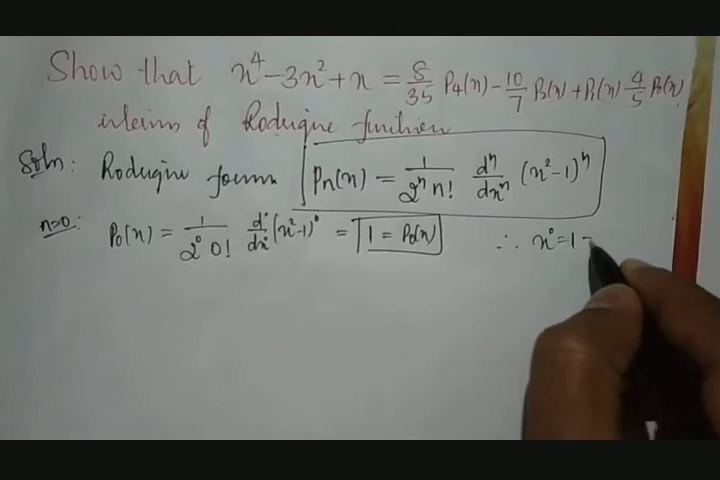 Show that x⁴ - 3x² + x = 8/35 P₄(x) - 10/7 P₂(x) + P₁(x) - 4/5 P₀(x)
interms of Rodrigue function
Soln: Rodrigue form Pₙ(x) = 1/2ⁿ n! dⁿ/dxⁿ (x²-1)ⁿ
n=0: P₀(x) = 1/2⁰ 0! d⁰/dx⁰ (x²-1)⁰ = 1 = P₀(x) ∴ x⁰ = 1 =